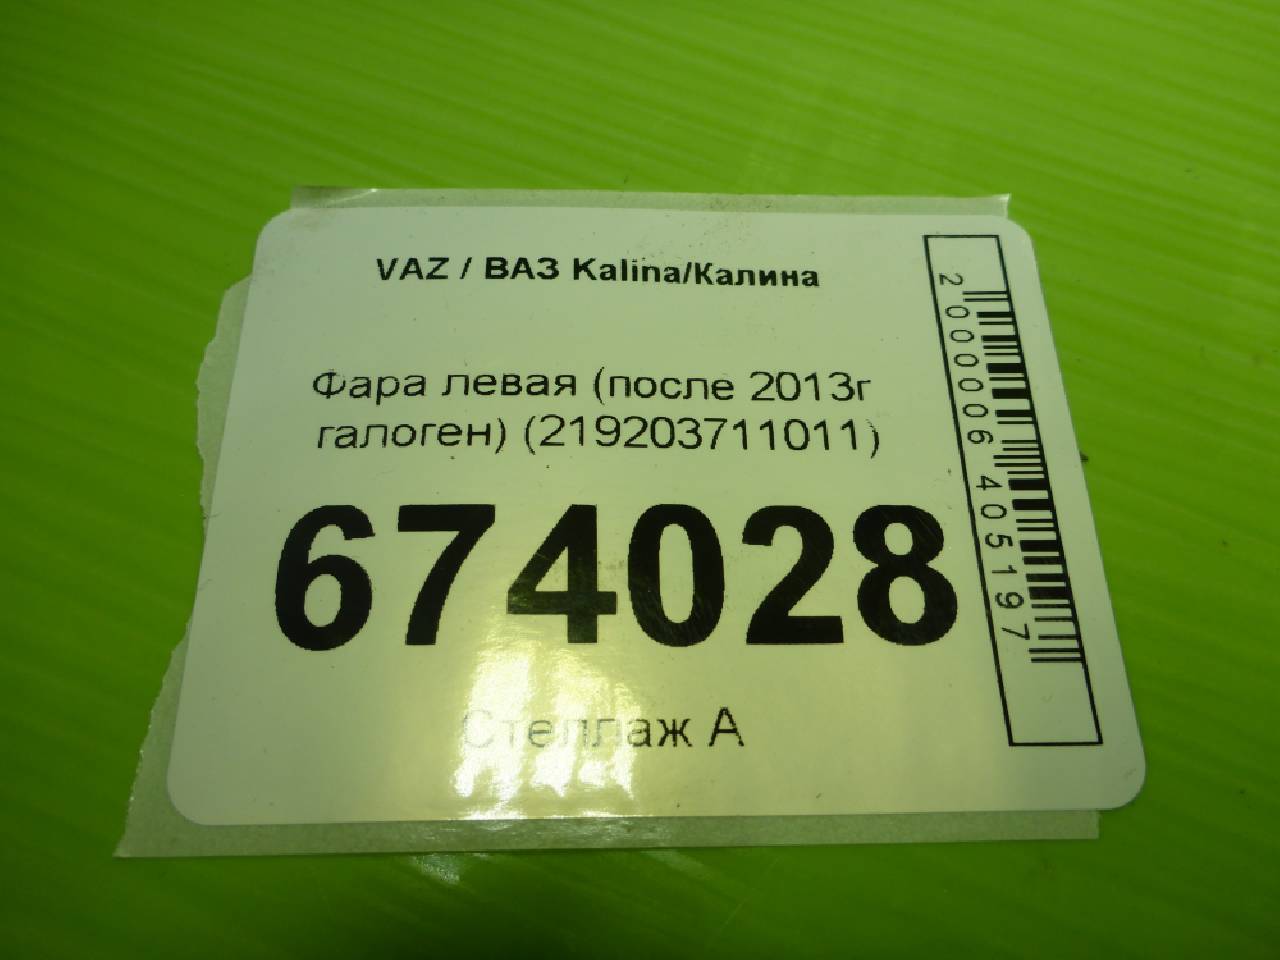 VAZ / ВАЗ Kalina/Калина
Фара левая (после 2013г
галоген) (219203711011)
674028
Стеллаж А
2000006405197